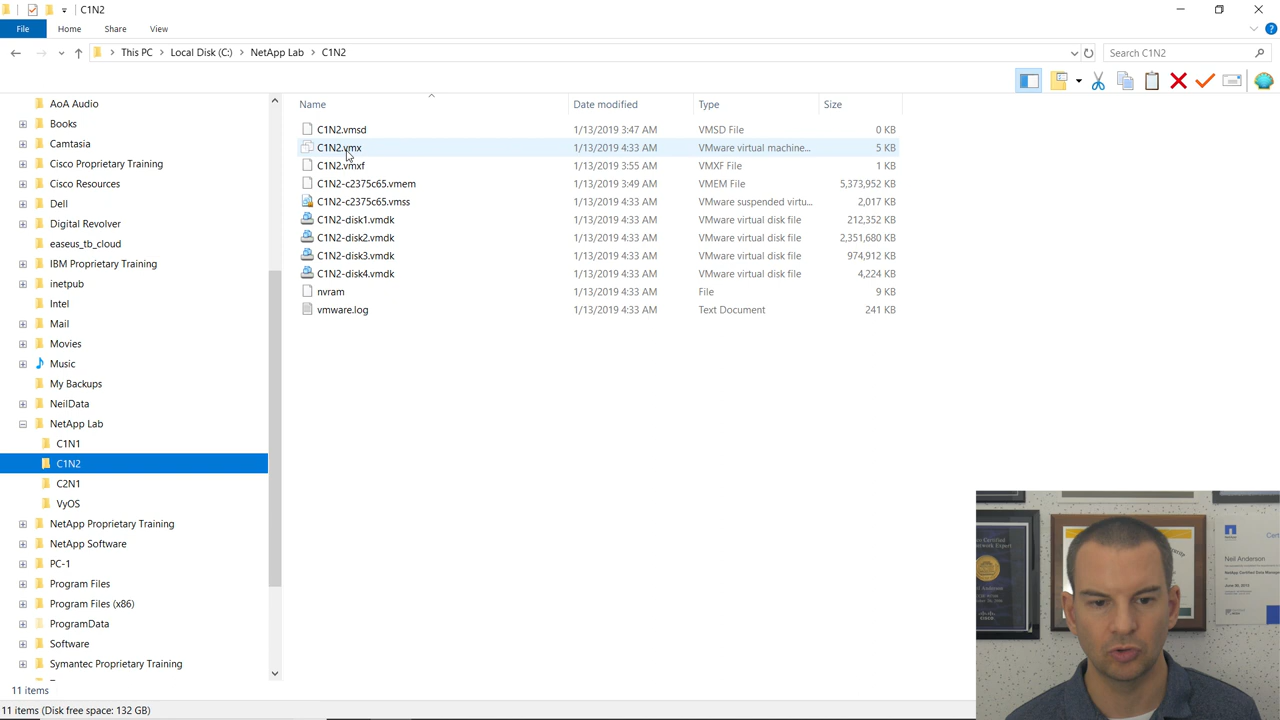 C1N2
File Home Share View
This PC Local Disk (C:) NetApp Lab C1N2 Search C1N2
Name Date modified Type Size
AoA Audio
Books
Camtasia
Cisco Proprietary Training
Cisco Resources
Dell
Digital Revolver
easeus_tb_cloud
IBM Proprietary Training
inetpub
Intel
Mail
Movies
Music
My Backups
NeilData
NetApp Lab
C1N1
C1N2
C2N1
VyOS
NetApp Proprietary Training
NetApp Software
PC-1
Program Files
Program Files (x86)
ProgramData
Software
Symantec Proprietary Training
C1N2.vmsd 1/13/2019 3:47 AM VMSD File 0 KB
C1N2.vmx 1/13/2019 4:33 AM VMware virtual machine... 5 KB
C1N2.vmxf 1/13/2019 3:55 AM VMXF File 1 KB
C1N2-c2375c65.vmem 1/13/2019 3:49 AM VMEM File 5,373,952 KB
C1N2-c2375c65.vmss 1/13/2019 4:33 AM VMware suspended virtu... 2,017 KB
C1N2-disk1.vmdk 1/13/2019 4:33 AM VMware virtual disk file 212,352 KB
C1N2-disk2.vmdk 1/13/2019 4:33 AM VMware virtual disk file 2,351,680 KB
C1N2-disk3.vmdk 1/13/2019 4:33 AM VMware virtual disk file 974,912 KB
C1N2-disk4.vmdk 1/13/2019 4:33 AM VMware virtual disk file 4,224 KB
nvram 1/13/2019 4:33 AM File 9 KB
vmware.log 1/13/2019 4:33 AM Text Document 241 KB
Neil Anderson
11 items
11 items (Disk free space: 132 GB)